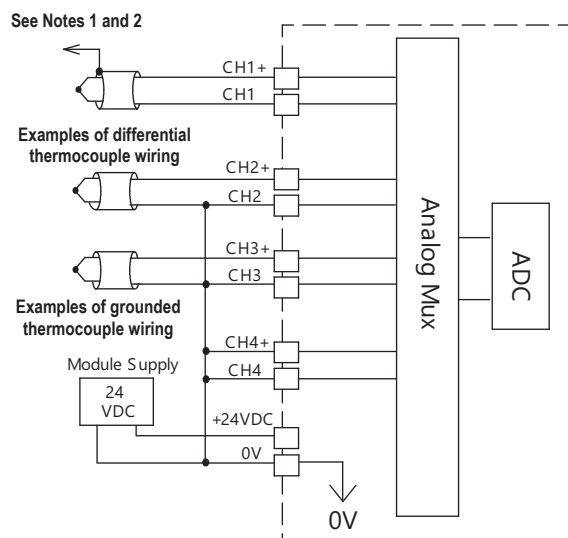 See Notes 1 and 2
CH1+
CH1
Examples of differential
thermocouple wiring
CH2+
CH2
CH3+
CH3
Examples of grounded
thermocouple wiring
CH4+
CH4
Module Supply
24
VDC
+24VDC
0V
0V
Analog Mux
ADC